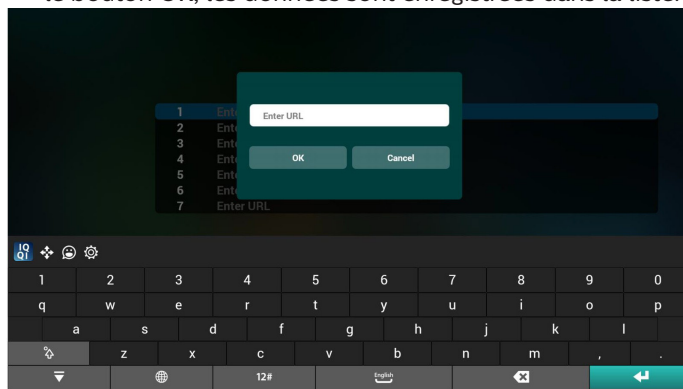 le bouton OK, les données sont enregistrées dans la liste.
1 Ente
Enter URL
2 Ente
3 Ente
4 Ente
OK Cancel
5 Ente
6 Ente
7 Enter URL
IQ
QI
1 2 3 4 5 6 7 8 9 0
q w e r t y u i o p
a s d f g h j k l
z x c v b n m , .
12# English